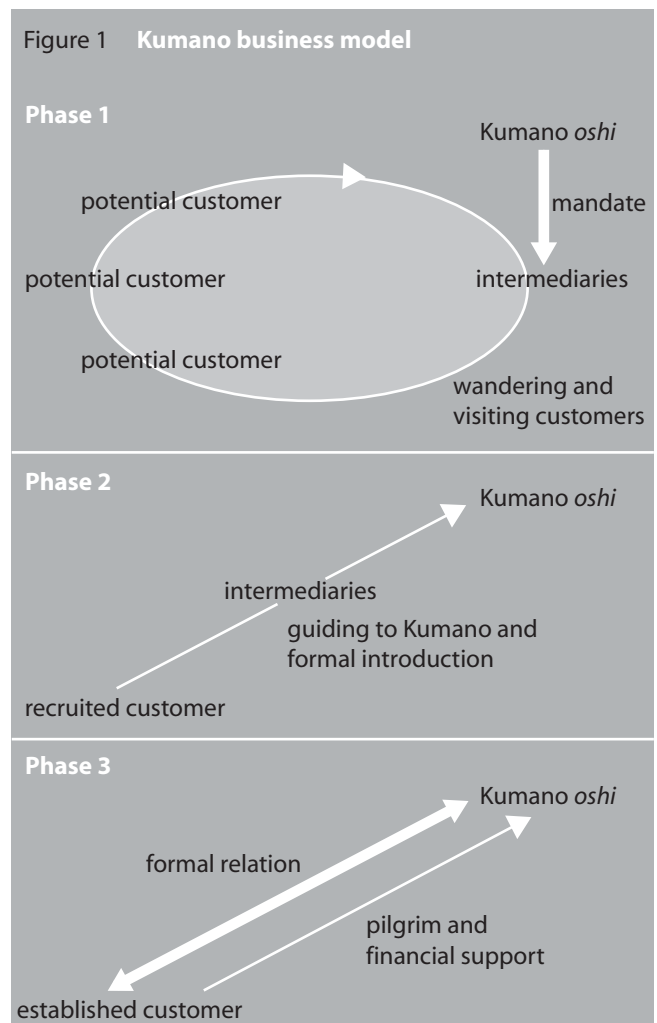 Figure 1 Kumano business model
Phase 1
Kumano oshi
potential customer
mandate
potential customer
intermediaries
potential customer
wandering and
visiting customers
Phase 2
Kumano oshi
intermediaries
guiding to Kumano and
formal introduction
recruited customer
Phase 3
Kumano oshi
formal relation
pilgrim and
financial support
established customer